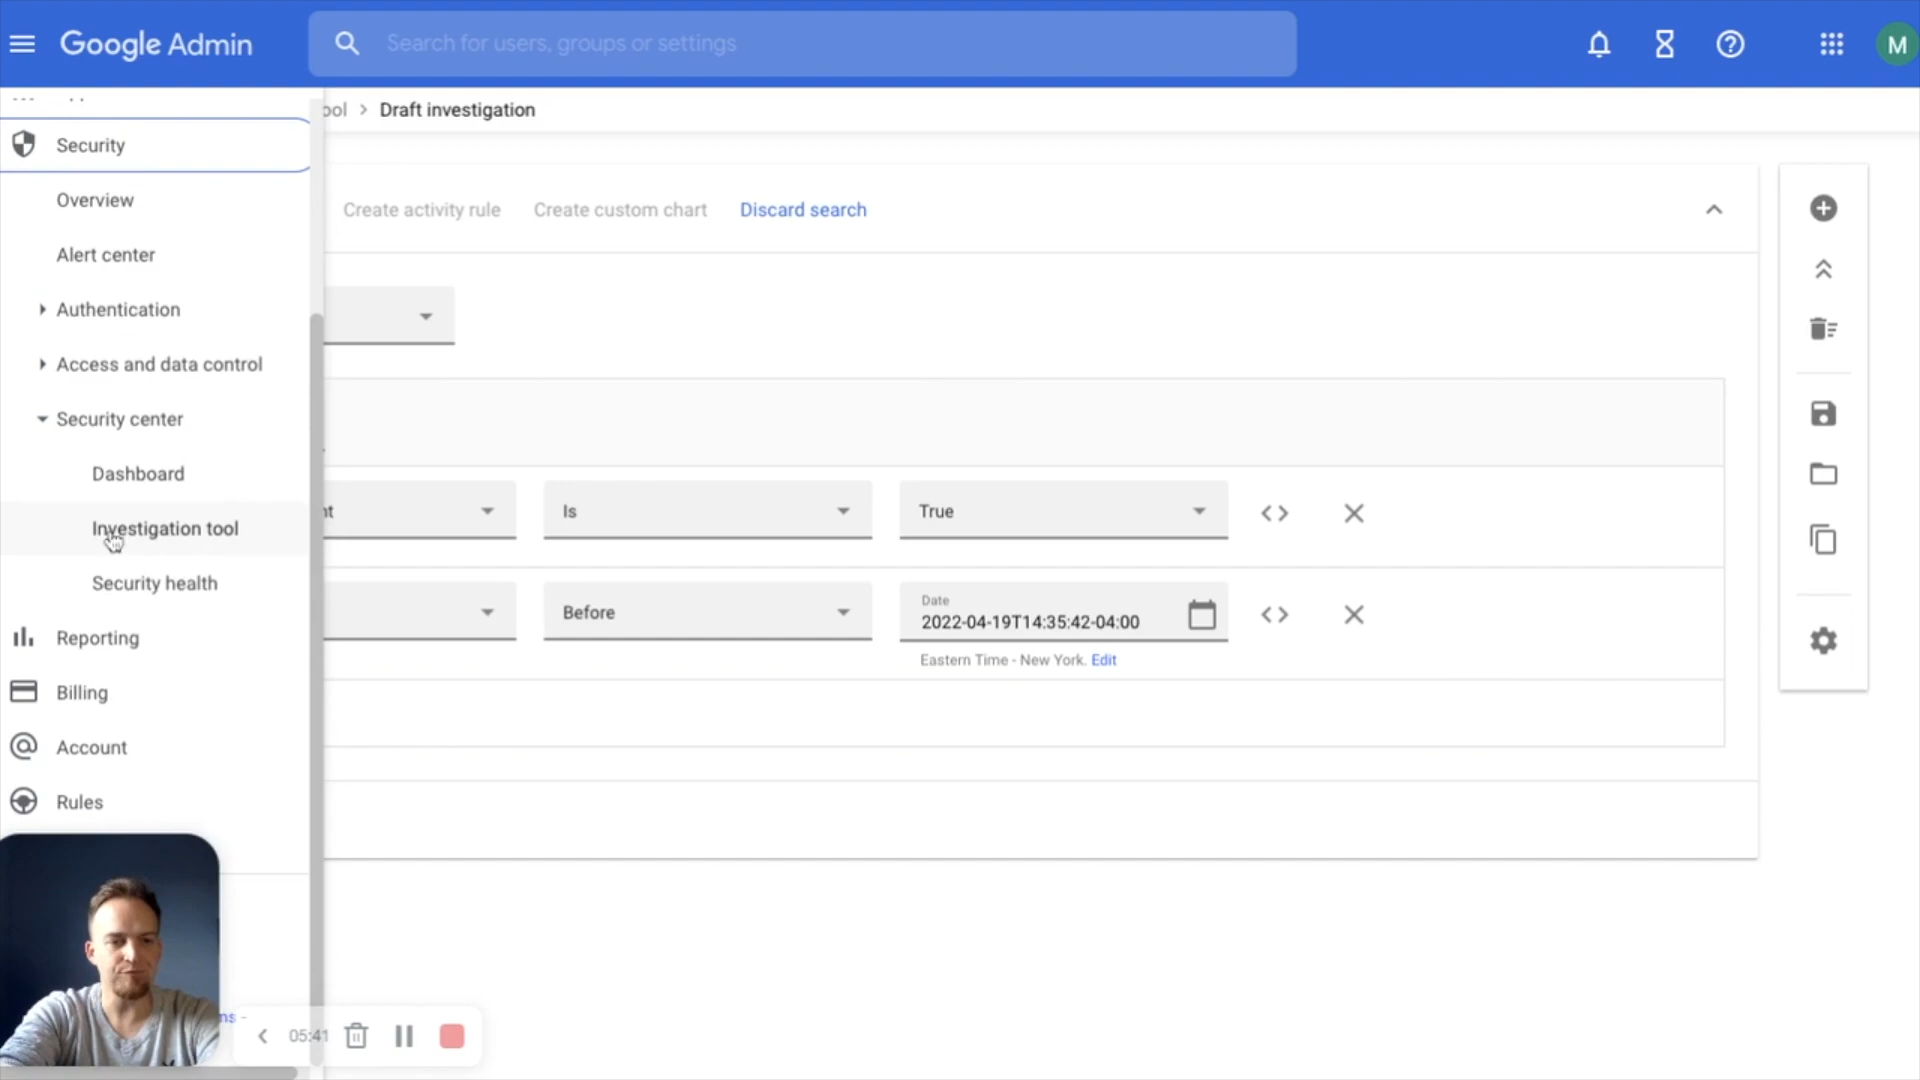 Google Admin
Search for users, groups or settings
M
Draft investigation
Security
Overview
Alert center
Authentication
Access and data control
Security center
Dashboard
Investigation tool
Security health
Reporting
Billing
Account
Rules
Create activity rule
Create custom chart
Discard search
Is
True
Before
Date
2022-04-19T14:35:42-04:00
Eastern Time - New York. Edit
05:41